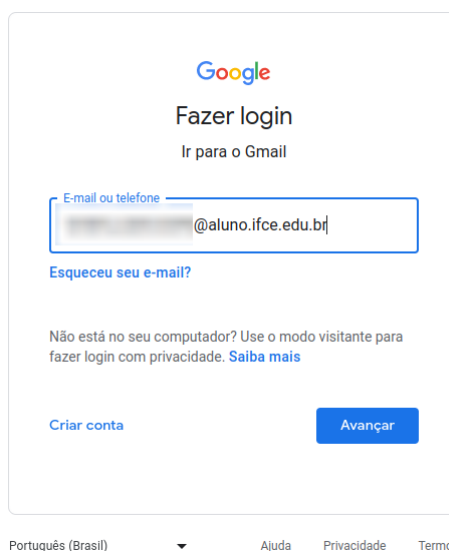 Google
Fazer login
Ir para o Gmail
E-mail ou telefone
@aluno.ifce.edu.br
Esqueceu seu e-mail?
Não está no seu computador? Use o modo visitante para
fazer login com privacidade. Saiba mais
Criar conta Avançar
Português (Brasil) Ajuda Privacidade Termo